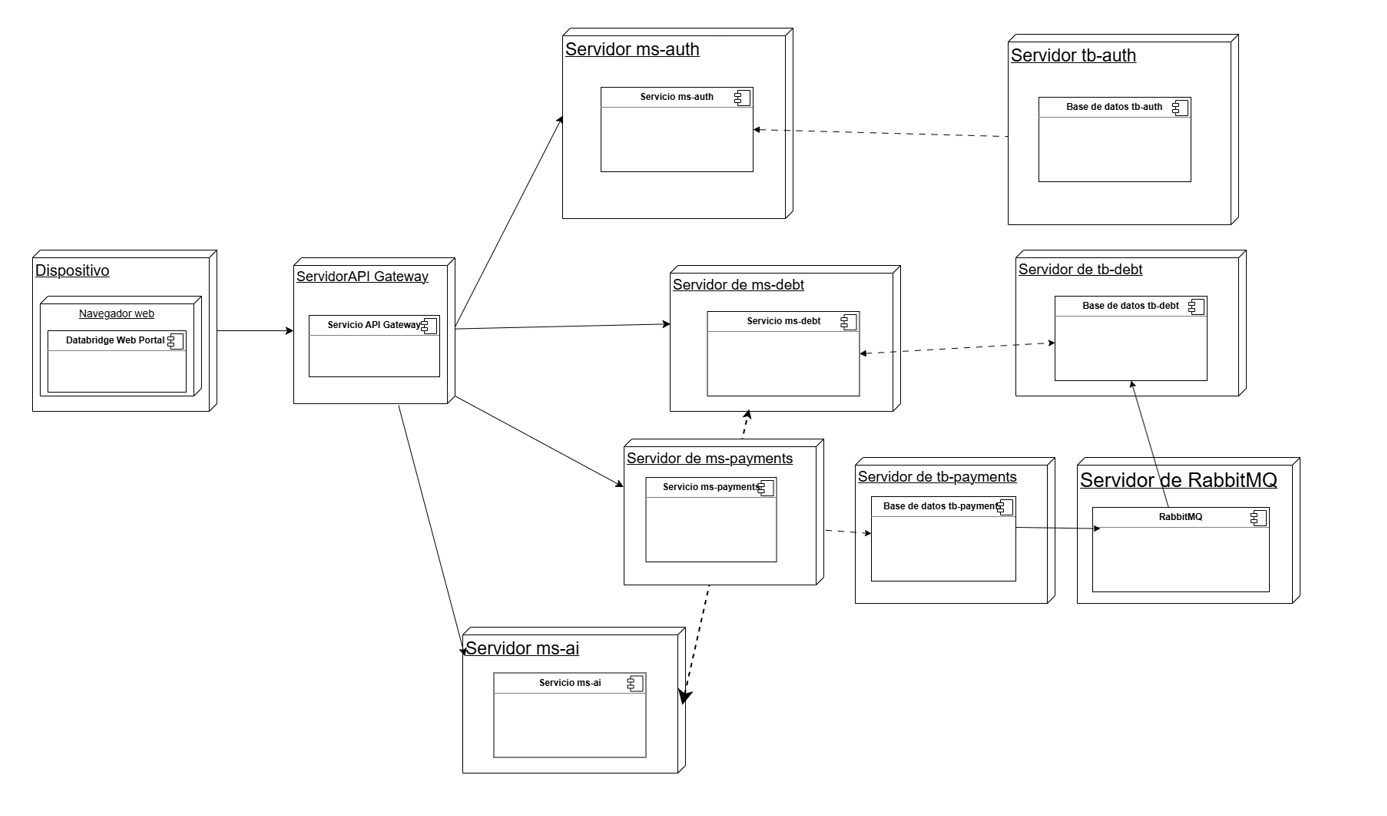 Servidor ms-auth
Servicio ms-auth
Servidor tb-auth
Base de datos tb-auth
Dispositivo
Navegador web
Databridge Web Portal
ServidorAPI Gateway
Servicio API Gateway
Servidor de ms-debt
Servicio ms-debt
Servidor de tb-debt
Base de datos tb-debt
Servidor de ms-payments
Servicio ms-payments
Servidor de tb-payments
Base de datos tb-payments
Servidor de RabbitMQ
RabbitMQ
Servidor ms-ai
Servicio ms-ai